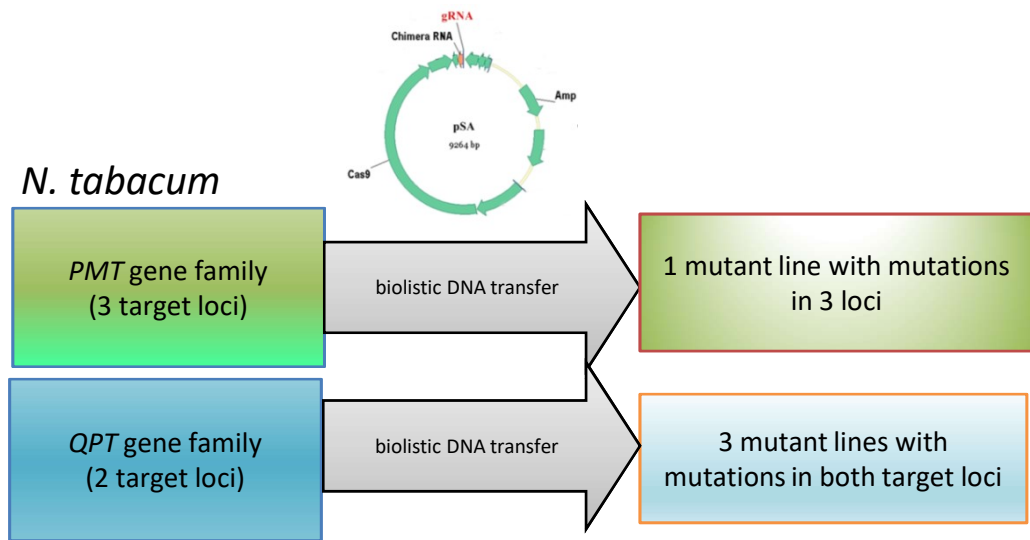 gRNA
Chimera RNA
Amp
pSA
9264 bp
Cas9
N. tabacum
PMT gene family
(3 target loci)
biolistic DNA transfer
1 mutant line with mutations
in 3 loci
QPT gene family
(2 target loci)
biolistic DNA transfer
3 mutant lines with
mutations in both target loci